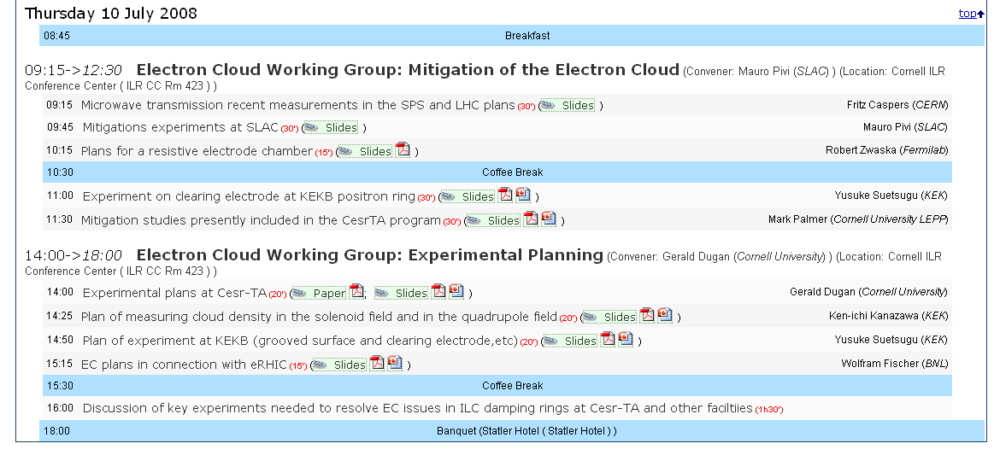 Thursday 10 July 2008 top
08:45 Breakfast
09:15->12:30 Electron Cloud Working Group: Mitigation of the Electron Cloud (Convener: Mauro Pivi (SLAC) ) (Location: Cornell ILR
Conference Center ( ILR CC Rm 423 ) )
09:15 Microwave transmission recent measurements in the SPS and LHC plans (30') ( Slides ) Fritz Caspers (CERN)
09:45 Mitigations experiments at SLAC (30') ( Slides ) Mauro Pivi (SLAC)
10:15 Plans for a resistive electrode chamber (15') ( Slides ) Robert Zwaska (Fermilab)
10:30 Coffee Break
11:00 Experiment on clearing electrode at KEKB positron ring (30') ( Slides ) Yusuke Suetsugu (KEK)
11:30 Mitigation studies presently included in the CesrTA program (30') ( Slides ) Mark Palmer (Cornell University LEPP)
14:00->18:00 Electron Cloud Working Group: Experimental Planning (Convener: Gerald Dugan (Cornell University) ) (Location: Cornell ILR
Conference Center ( ILR CC Rm 423 ) )
14:00 Experimental plans at Cesr-TA (20') ( Paper ; Slides ) Gerald Dugan (Cornell University)
14:25 Plan of measuring cloud density in the solenoid field and in the quadrupole field (20') ( Slides ) Ken-ichi Kanazawa (KEK)
14:50 Plan of experiment at KEKB (grooved surface and clearing electrode,etc) (20') ( Slides ) Yusuke Suetsugu (KEK)
15:15 EC plans in connection with eRHIC (15') ( Slides ) Wolfram Fischer (BNL)
15:30 Coffee Break
16:00 Discussion of key experiments needed to resolve EC issues in ILC damping rings at Cesr-TA and other faciltiies (1h30')
18:00 Banquet (Statler Hotel ( Statler Hotel ) )